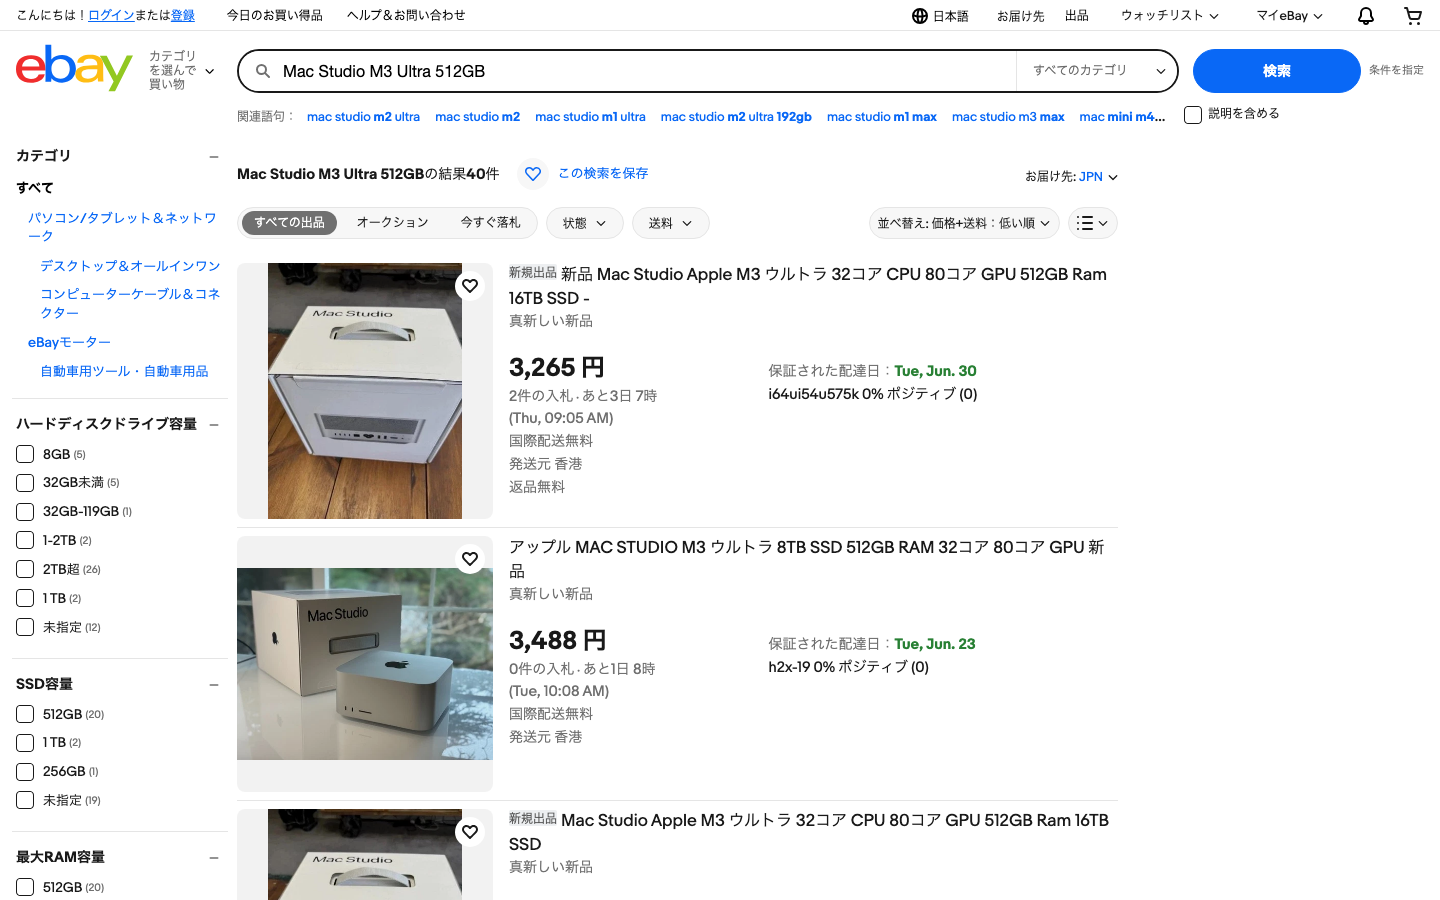 こんにちは！ログインまたは登録
今日のお買い得品
ヘルプ＆お問い合わせ
日本語
お届け先
出品
ウォッチリスト
マイeBay
ebay
カテゴリ
を選んで
買い物
Mac Studio M3 Ultra 512GB
すべてのカテゴリ
検索
条件を指定
関連語句：
mac studio m2 ultra
mac studio m2
mac studio m1 ultra
mac studio m2 ultra 192gb
mac studio m1 max
mac studio m3 max
mac mini m4...
説明を含める
カテゴリ
すべて
パソコン/タブレット＆ネットワ
ーク
デスクトップ＆オールインワン
コンピューターケーブル＆コネ
クター
eBayモーター
自動車用ツール・自動車用品
ハードディスクドライブ容量
8GB (5)
32GB未満 (5)
32GB-119GB (1)
1-2TB (2)
2TB超 (26)
1 TB (2)
未指定 (12)
SSD容量
512GB (20)
1 TB (2)
256GB (1)
未指定 (19)
最大RAM容量
512GB (20)
Mac Studio M3 Ultra 512GBの結果40件
この検索を保存
お届け先: JPN
すべての出品
オークション
今すぐ落札
状態
送料
並べ替え: 価格+送料：低い順
Mac Studio
新規出品 新品 Mac Studio Apple M3 ウルトラ 32コア CPU 80コア GPU 512GB Ram
16TB SSD -
真新しい新品
3,265 円
2件の入札 · あと3日 7時
(Thu, 09:05 AM)
国際配送無料
発送元 香港
返品無料
保証された配達日：Tue, Jun. 30
i64ui54u575k 0% ポジティブ (0)
Mac Studio
アップル MAC STUDIO M3 ウルトラ 8TB SSD 512GB RAM 32コア 80コア GPU 新
品
真新しい新品
3,488 円
0件の入札 · あと1日 8時
(Tue, 10:08 AM)
国際配送無料
発送元 香港
保証された配達日：Tue, Jun. 23
h2x-19 0% ポジティブ (0)
Mac Studio
新規出品 Mac Studio Apple M3 ウルトラ 32コア CPU 80コア GPU 512GB Ram 16TB
SSD
真新しい新品